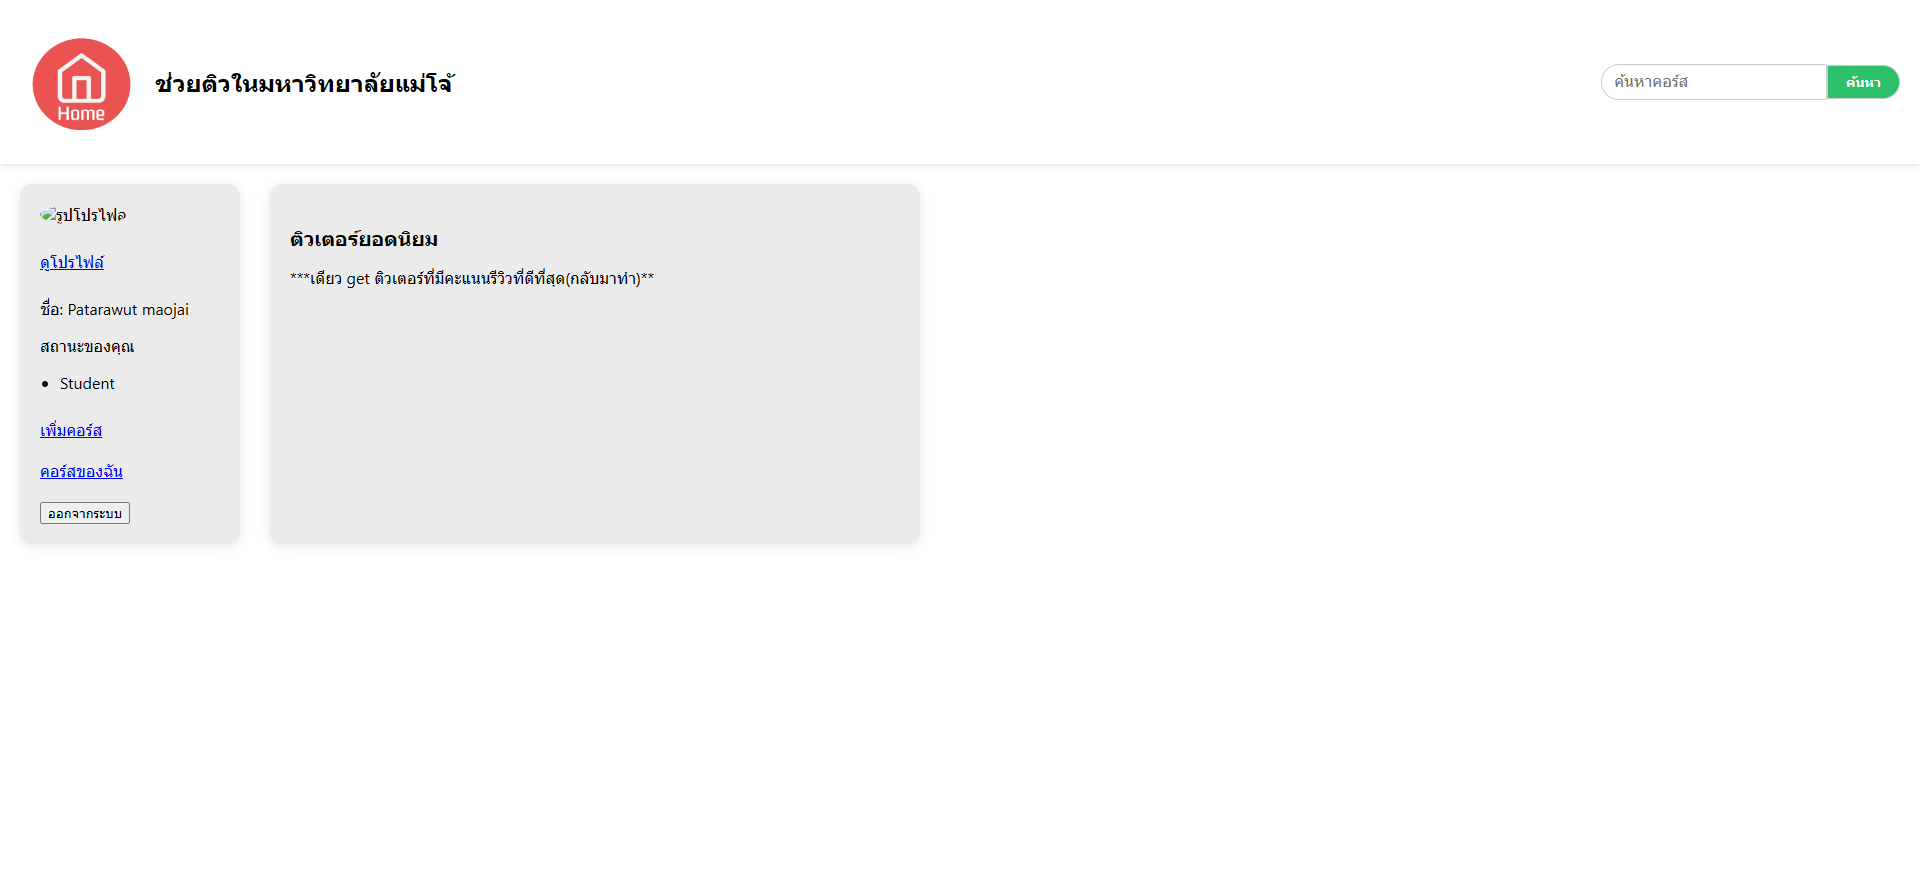 Home
ช่วยติวในมหาวิทยาลัยแม่โจ้
ค้นหาคอร์ส
ค้นหา
รูปโปรไฟล
ดูโปรไฟล์
ชื่อ: Patarawut maojai
สถานะของคุณ
Student
เพิ่มคอร์ส
คอร์สของฉัน
ออกจากระบบ
ติวเตอร์ยอดนิยม
***เดียว get ติวเตอร์ที่มีคะแนนรีวิวที่ดีที่สุด(กลับมาทำ)**